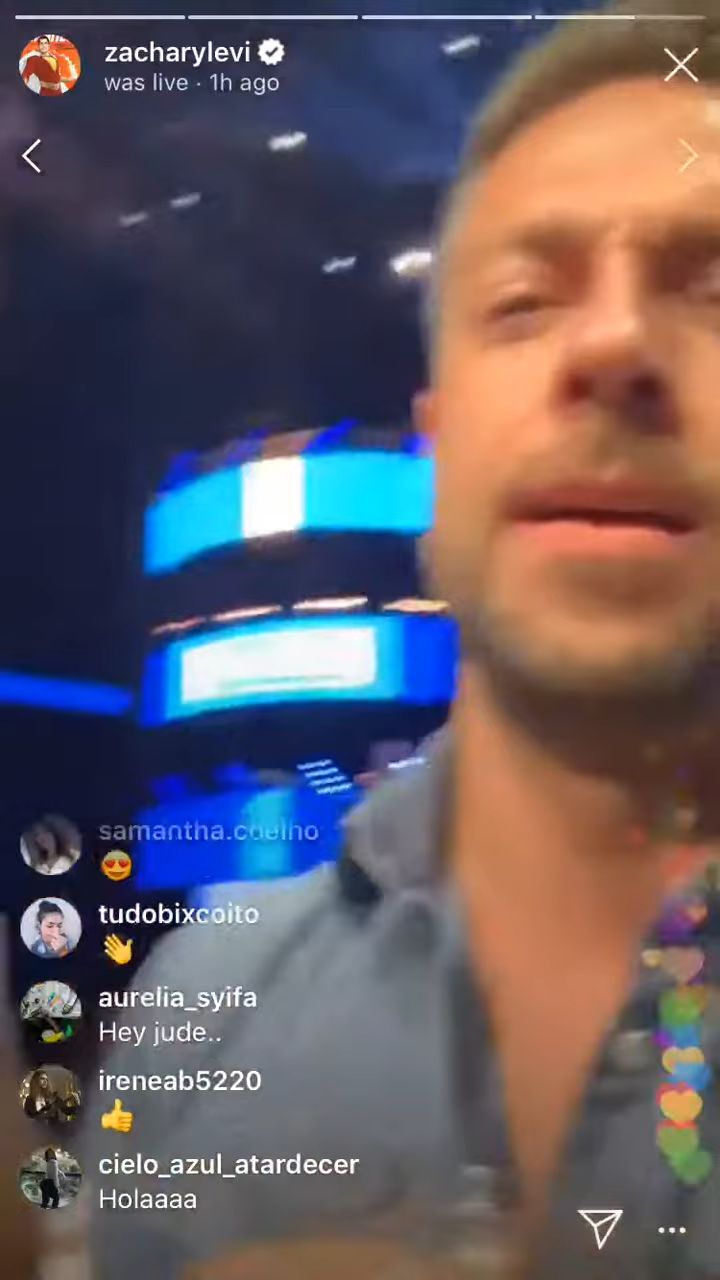 zacharylevi
was live · 1h ago
samantha.coelho
😍
tudobixcoito
👋
aurelia_syifa
Hey jude..
ireneab5220
👍
cielo_azul_atardecer
Holaaaa